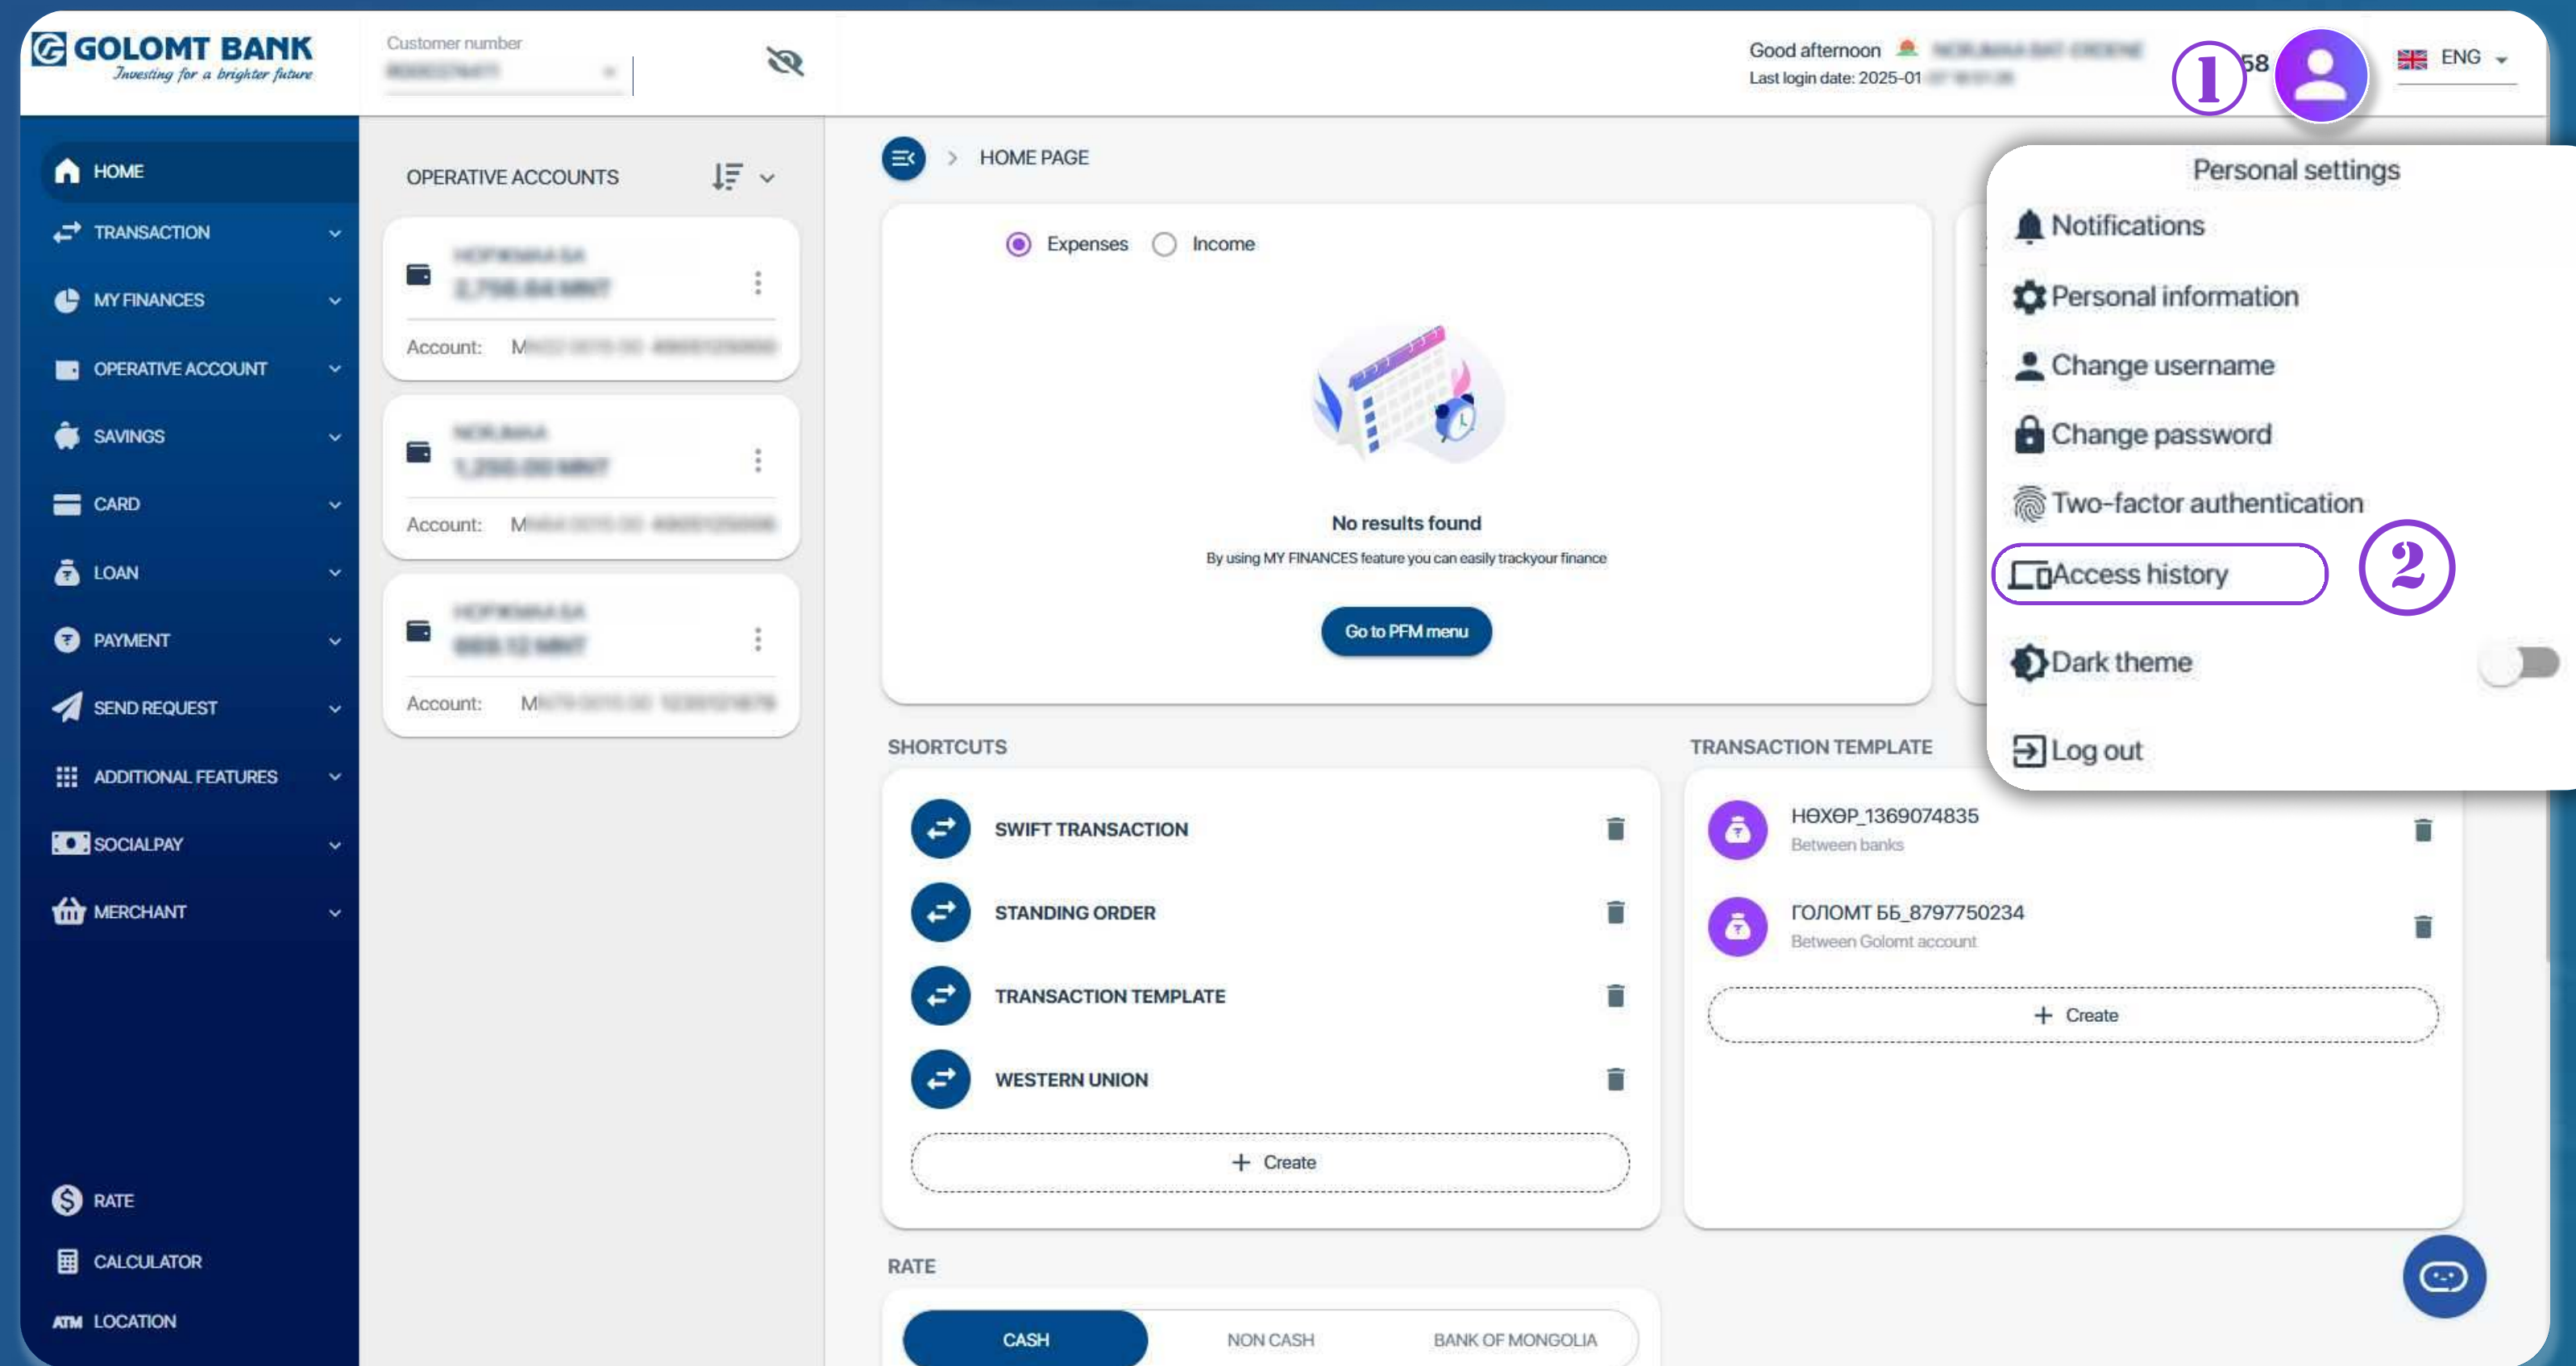 GOLOMT BANK
Investing for a brighter future
Customer number
Good afternoon
Last login date: 2025-01
1
58
ENG
HOME
TRANSACTION
MY FINANCES
OPERATIVE ACCOUNT
SAVINGS
CARD
LOAN
PAYMENT
SEND REQUEST
ADDITIONAL FEATURES
SOCIALPAY
MERCHANT
RATE
CALCULATOR
ATM LOCATION
OPERATIVE ACCOUNTS
Account: M
Account: M
Account: M
> HOME PAGE
Expenses Income
No results found
By using MY FINANCES feature you can easily trackyour finance
Go to PFM menu
Personal settings
Notifications
Personal information
Change username
Change password
Two-factor authentication
Access history
2
Dark theme
Log out
SHORTCUTS
SWIFT TRANSACTION
STANDING ORDER
TRANSACTION TEMPLATE
WESTERN UNION
+ Create
TRANSACTION TEMPLATE
НӨХӨР_1369074835
Between banks
ГОЛОМТ ББ_8797750234
Between Golomt account
+ Create
RATE
CASH NON CASH BANK OF MONGOLIA